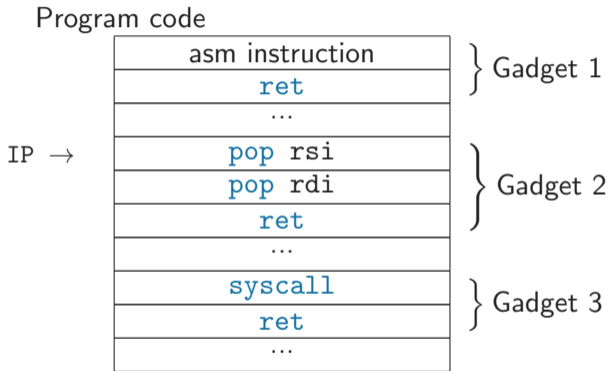 Program code
asm instruction
ret
} Gadget 1
...
IP → pop rsi
pop rdi
} Gadget 2
ret
...
syscall
ret
} Gadget 3
...